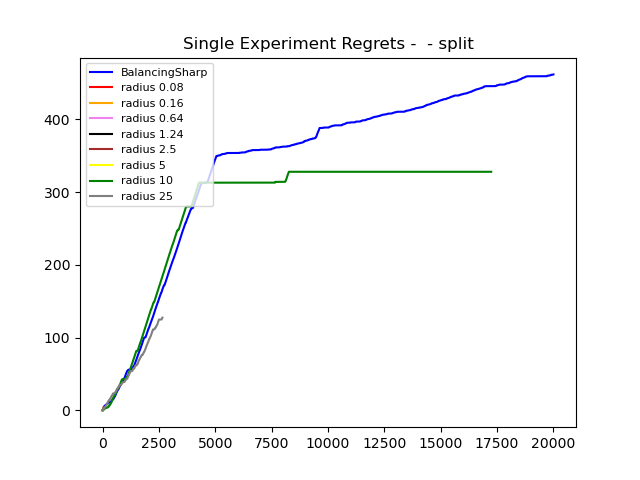 Single Experiment Regrets -  - split
BalancingSharp
radius 0.08
radius 0.16
radius 0.64
radius 1.24
radius 2.5
radius 5
radius 10
radius 25
400
300
200
100
0
0 2500 5000 7500 10000 12500 15000 17500 20000